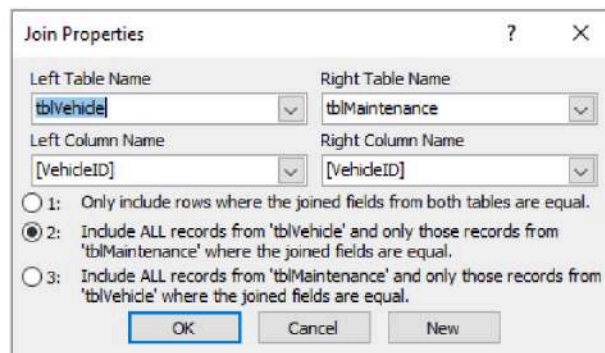 Join Properties ? ×
Left Table Name Right Table Name
tblVehicle tblMaintenance
Left Column Name Right Column Name
[VehicleID] [VehicleID]
1: Only include rows where the joined fields from both tables are equal.
2: Include ALL records from 'tblVehicle' and only those records from
'tblMaintenance' where the joined fields are equal.
3: Include ALL records from 'tblMaintenance' and only those records from
'tblVehicle' where the joined fields are equal.
OK Cancel New